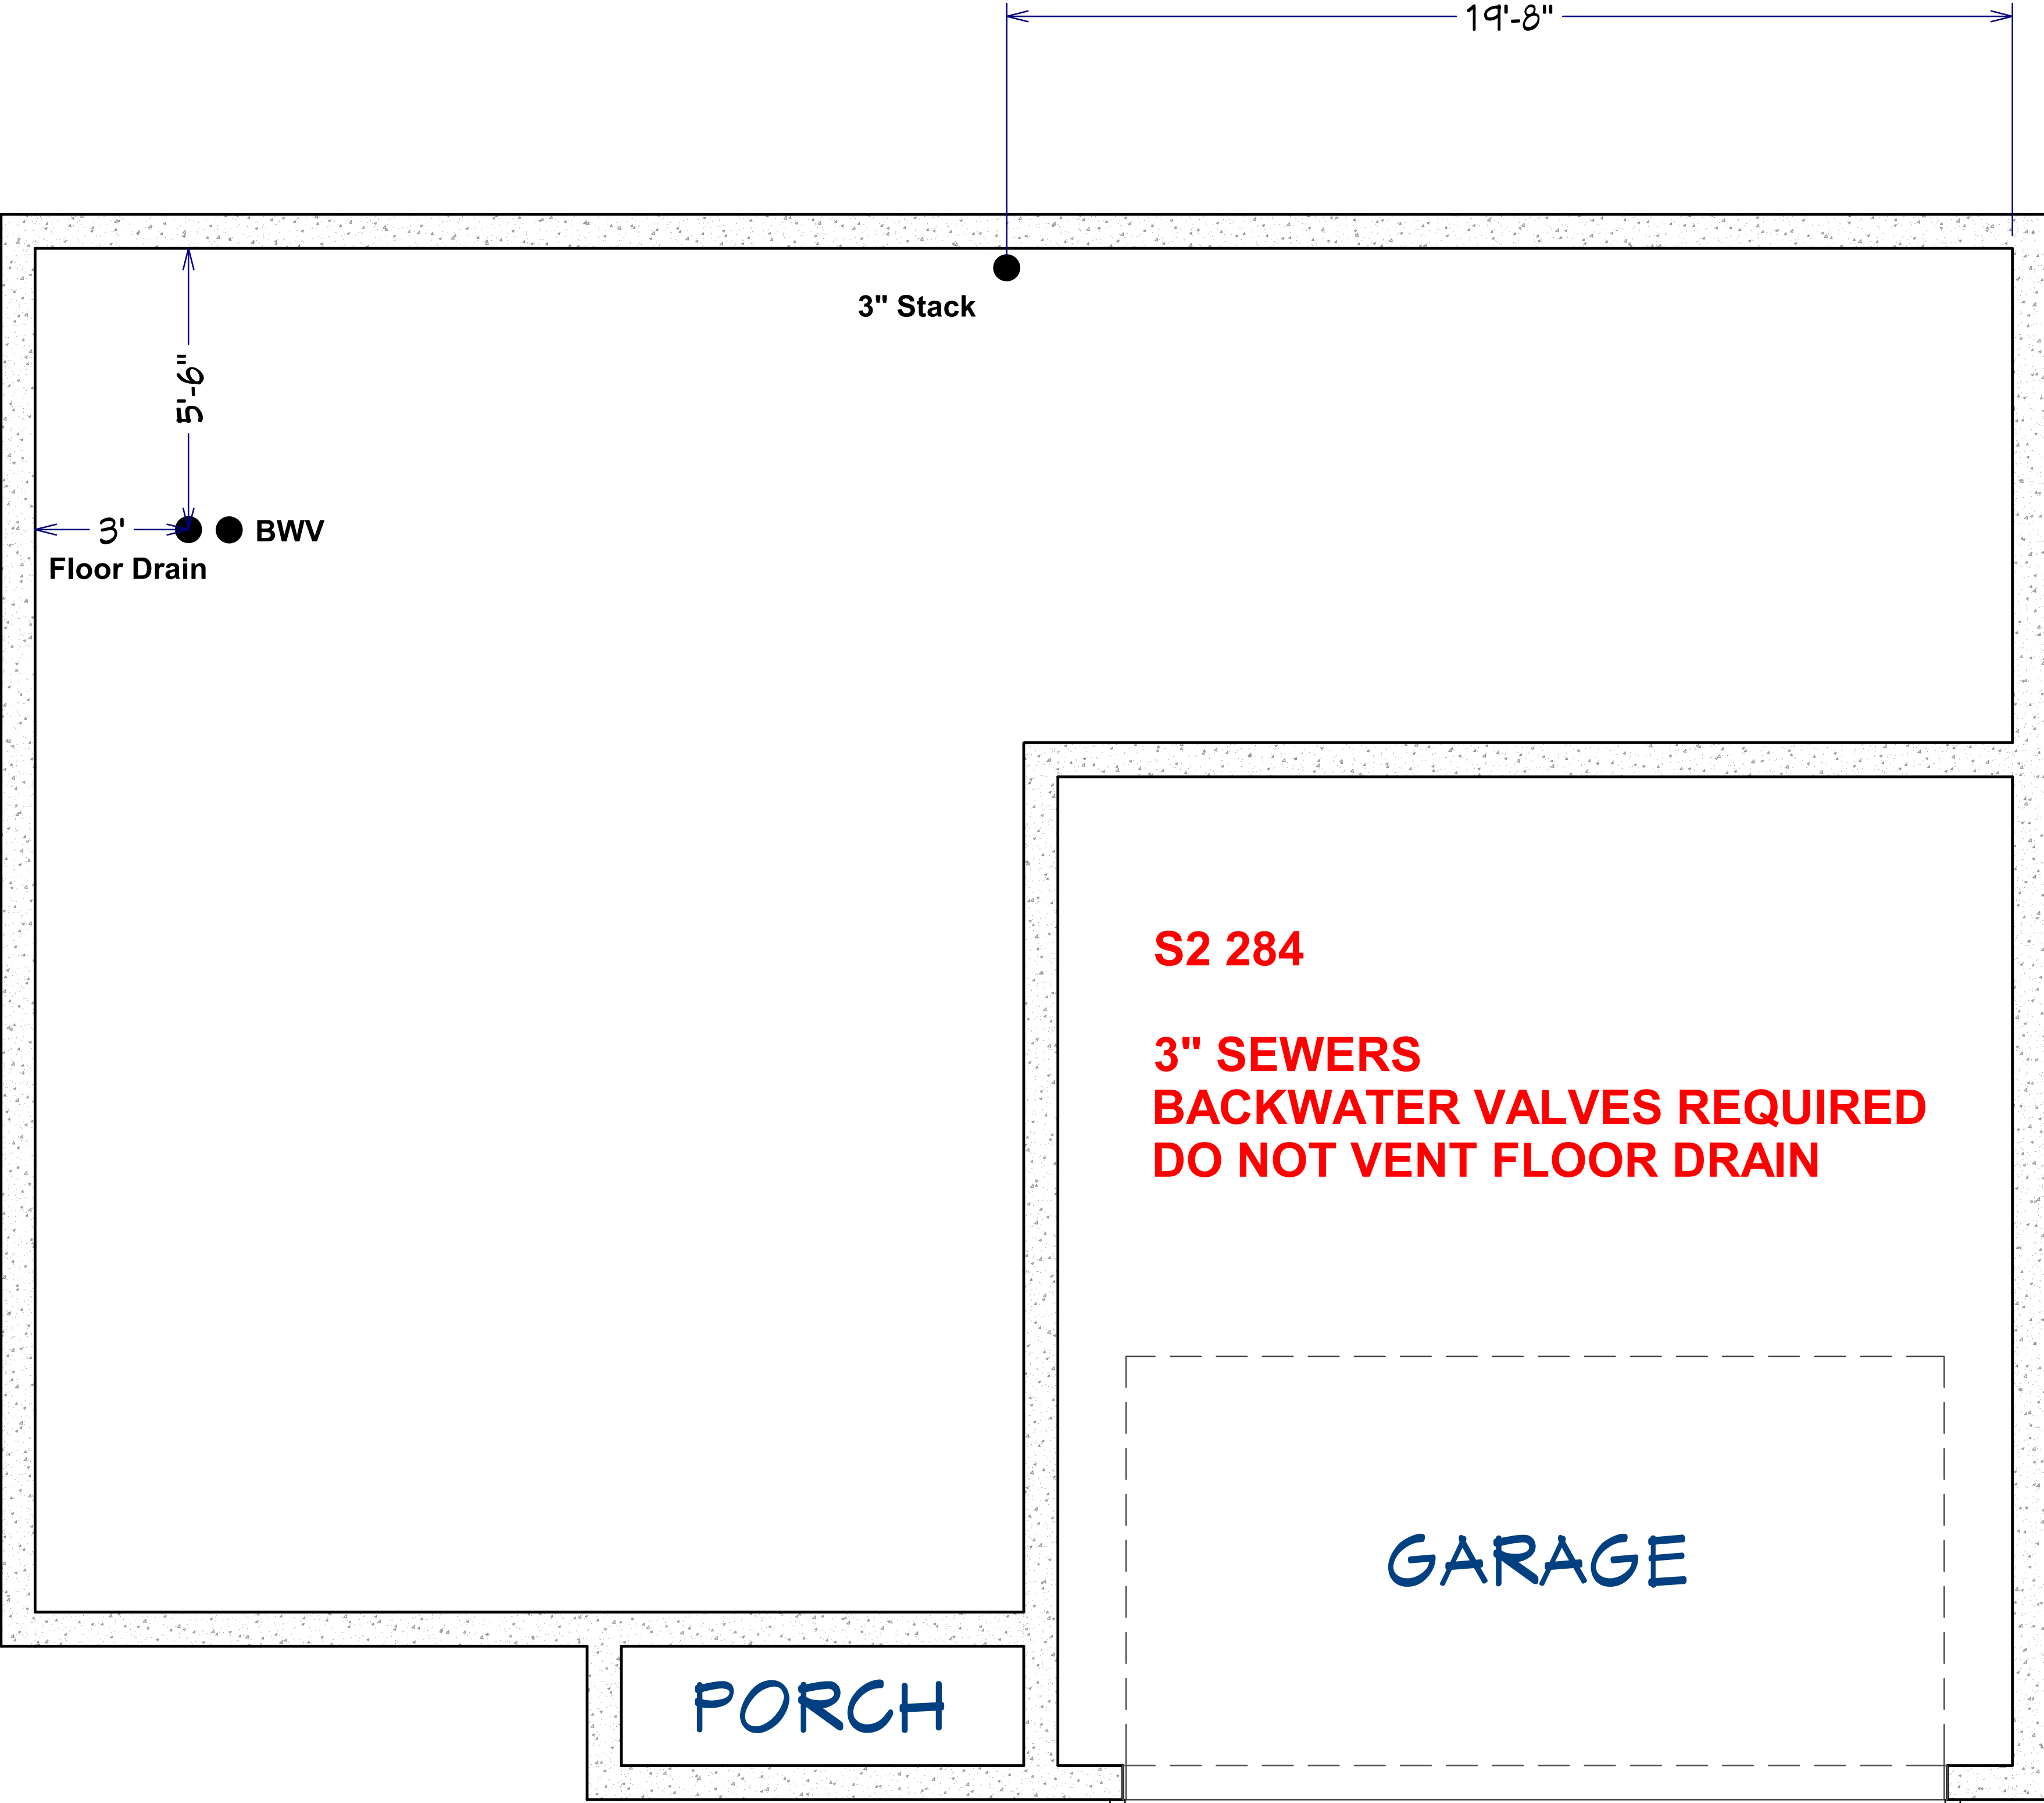 19'-8"
3" Stack
5'-6"
3'
BWV
Floor Drain
S2 284
3" SEWERS
BACKWATER VALVES REQUIRED
DO NOT VENT FLOOR DRAIN
GARAGE
PORCH